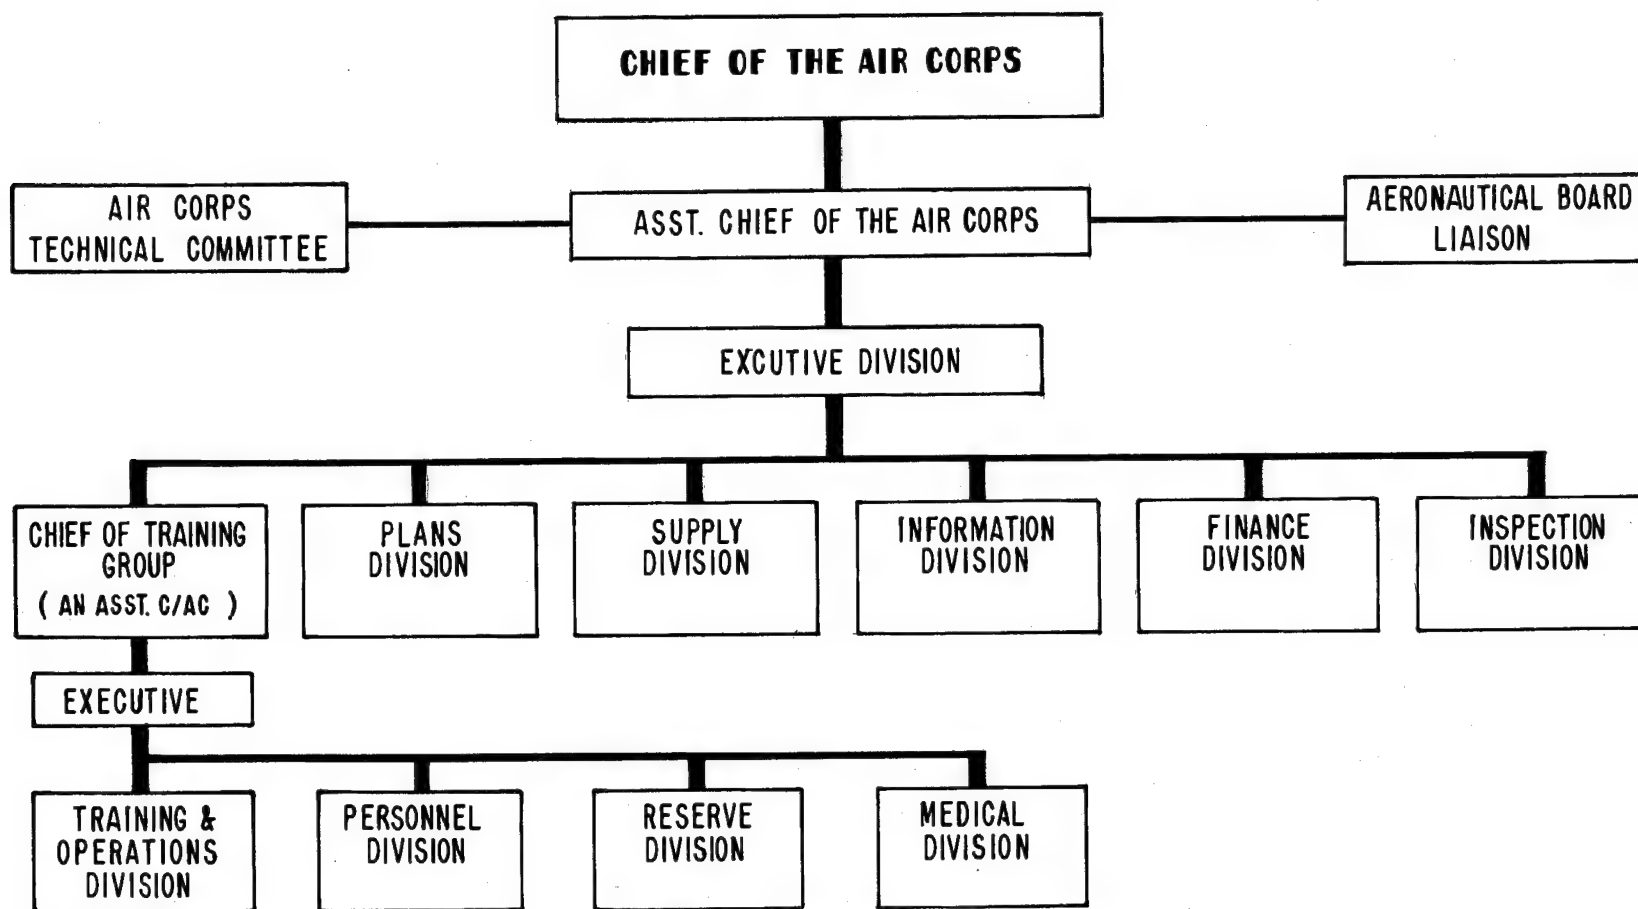 CHIEF OF THE AIR CORPS
AIR CORPS
TECHNICAL COMMITTEE
ASST. CHIEF OF THE AIR CORPS
AERONAUTICAL BOARD
LIAISON
EXCUTIVE DIVISION
CHIEF OF TRAINING
GROUP
( AN ASST. C/AC )
PLANS
DIVISION
SUPPLY
DIVISION
INFORMATION
DIVISION
FINANCE
DIVISION
INSPECTION
DIVISION
EXECUTIVE
TRAINING &
OPERATIONS
DIVISION
PERSONNEL
DIVISION
RESERVE
DIVISION
MEDICAL
DIVISION